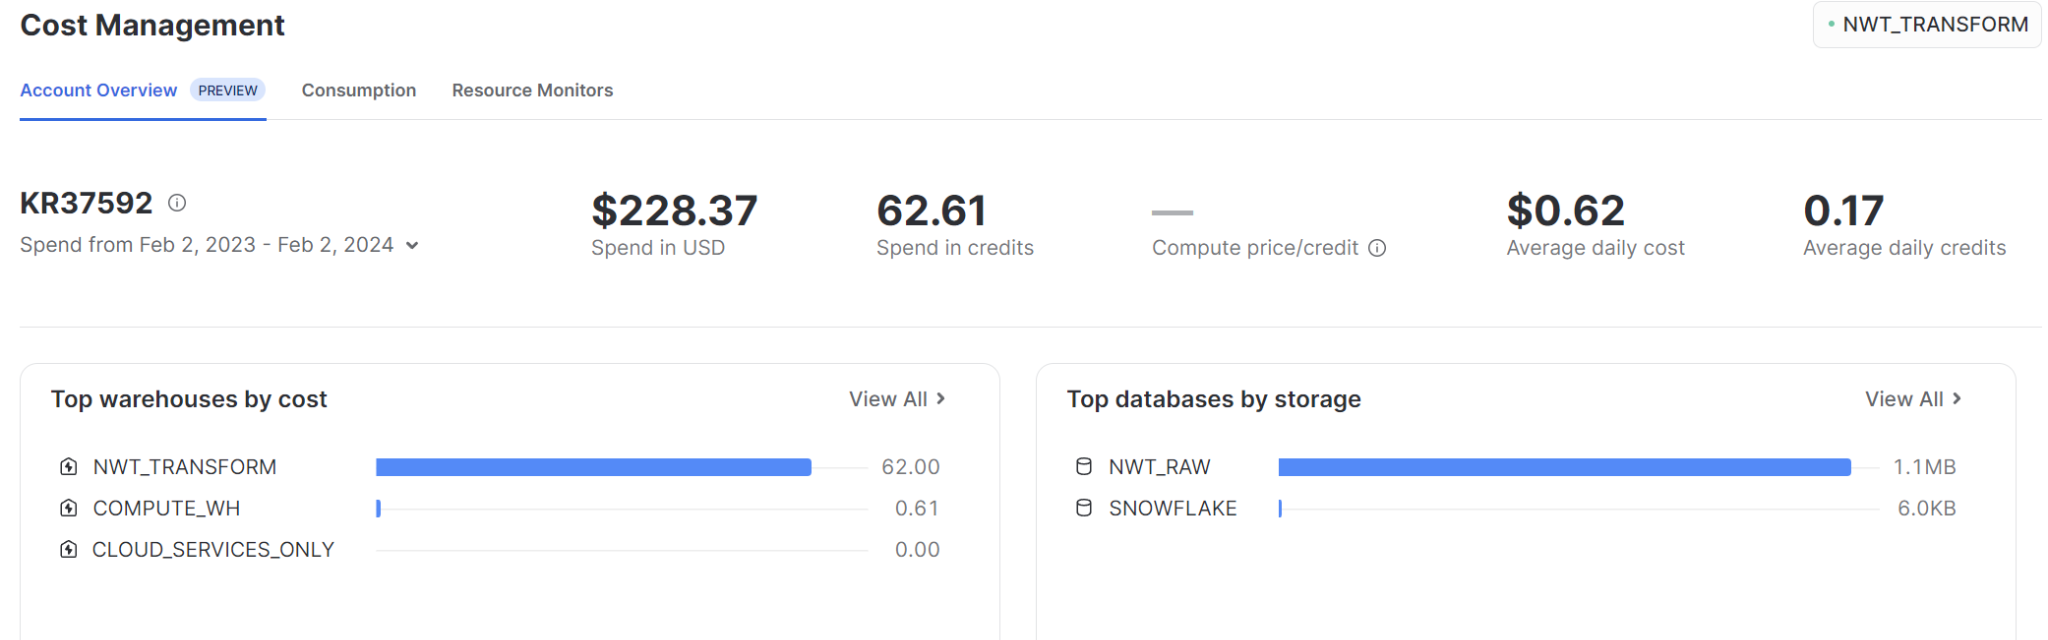 Cost Management
NWT_TRANSFORM
Account Overview PREVIEW Consumption Resource Monitors
KR37592
Spend from Feb 2, 2023 - Feb 2, 2024
$228.37
Spend in USD
62.61
Spend in credits
—
Compute price/credit
$0.62
Average daily cost
0.17
Average daily credits
Top warehouses by cost
View All
NWT_TRANSFORM 62.00
COMPUTE_WH 0.61
CLOUD_SERVICES_ONLY 0.00
Top databases by storage
View All
NWT_RAW 1.1MB
SNOWFLAKE 6.0KB